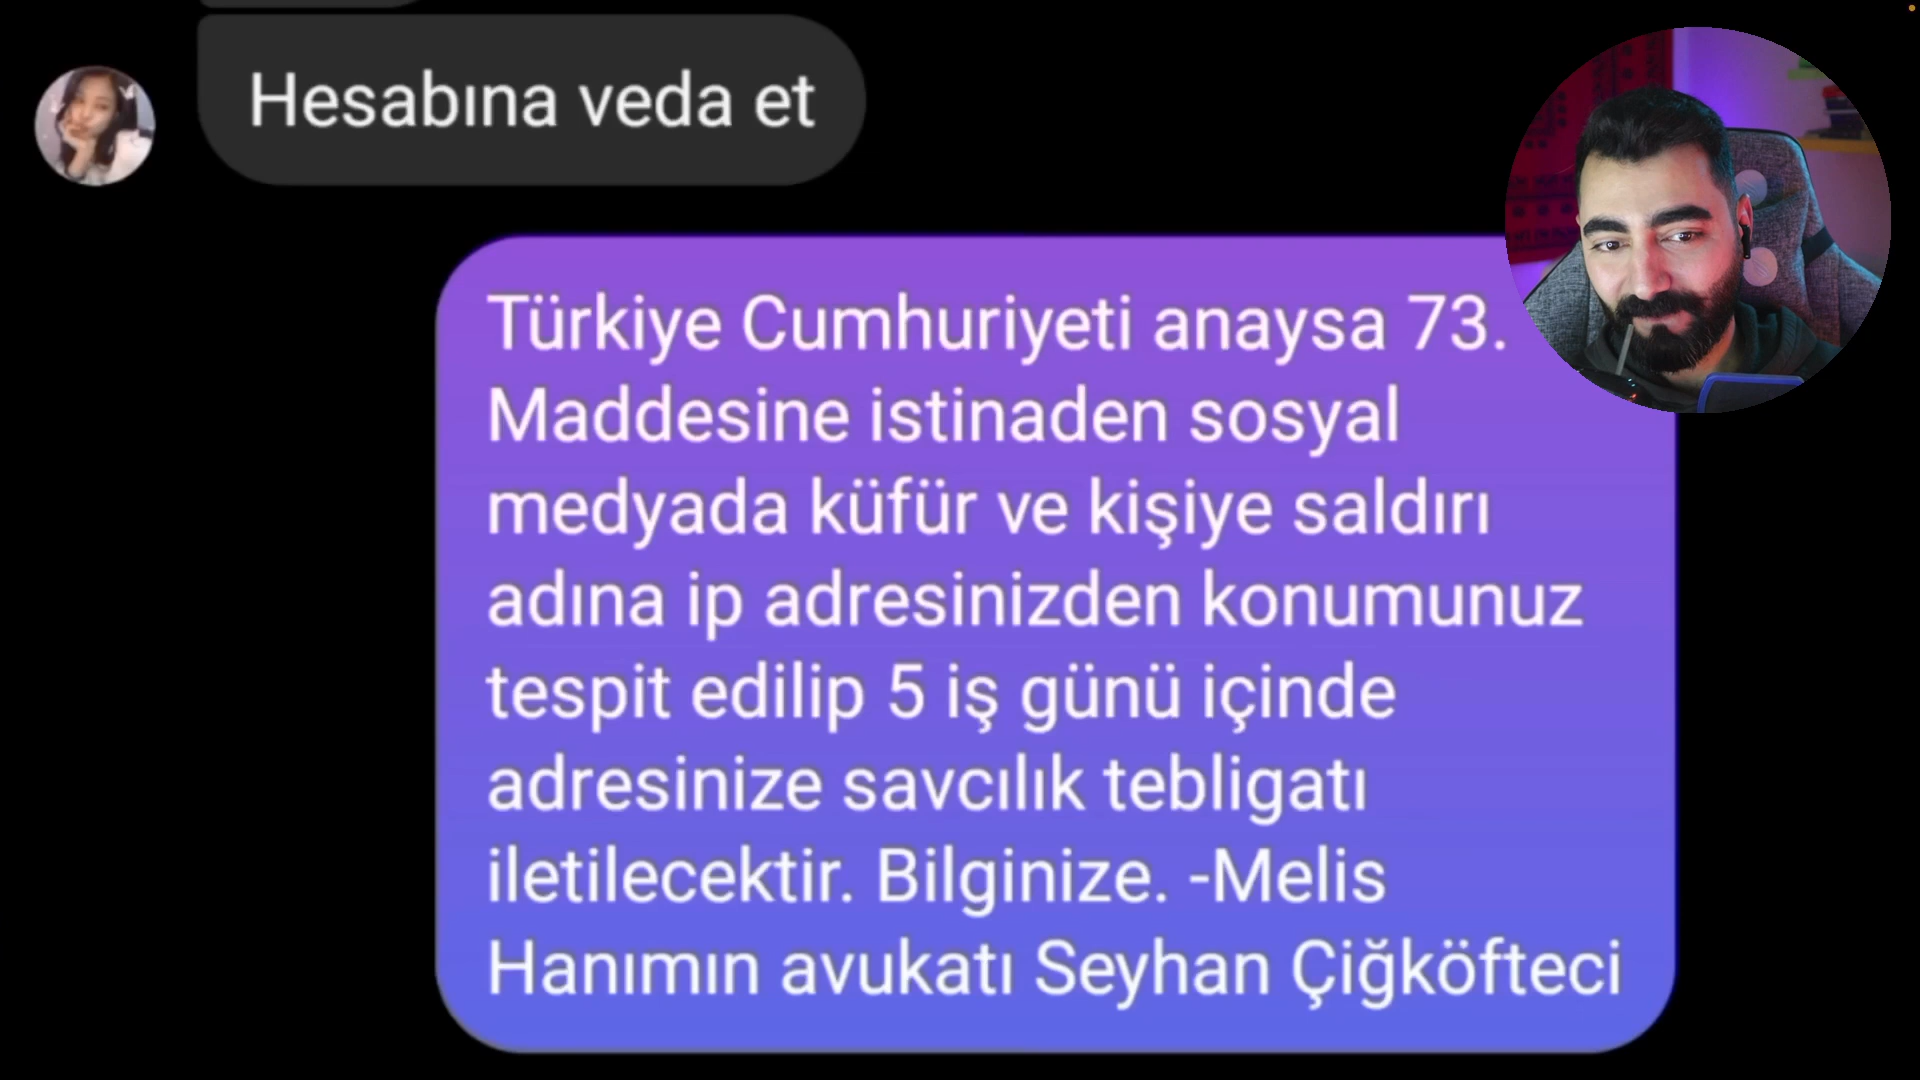 Hesabına veda et
Türkiye Cumhuriyeti anaysa 73.
Maddesine istinaden sosyal
medyada küfür ve kişiye saldırı
adına ip adresinizden konumunuz
tespit edilip 5 iş günü içinde
adresinize savcılık tebligatı
iletilecektir. Bilginize. -Melis
Hanımın avukatı Seyhan Çiğköfteci